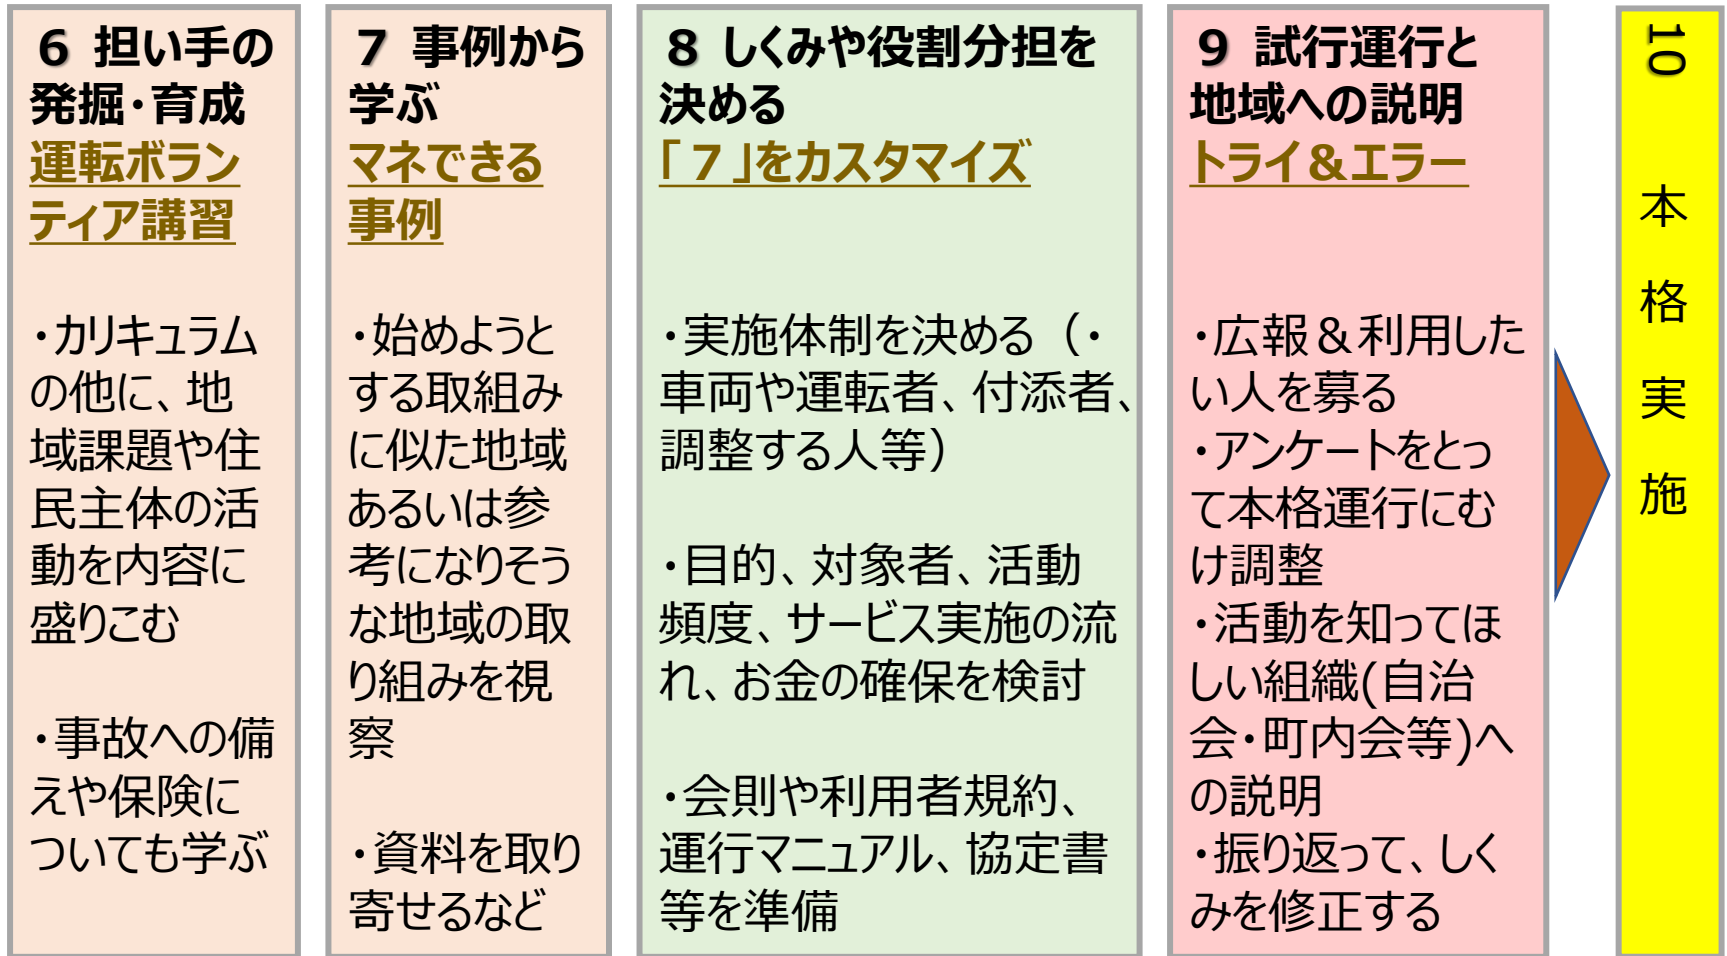 6 担い手の
発掘・育成
運転ボラン
ティア講習
・カリキュラム
の他に、地
域課題や住
民主体の活
動を内容に
盛りこむ
・事故への備
えや保険に
ついても学ぶ
7 事例から
学ぶ
マネできる
事例
・始めようと
する取組み
に似た地域
あるいは参
考になりそう
な地域の取
り組みを視
察
・資料を取り
寄せるなど
8 しくみや役割分担を
決める
「7」をカスタマイズ
・実施体制を決める（・
車両や運転者、付添者、
調整する人等）
・目的、対象者、活動
頻度、サービス実施の流
れ、お金の確保を検討
・会則や利用者規約、
運行マニュアル、協定書
等を準備
9 試行運行と
地域への説明
トライ＆エラー
・広報＆利用した
い人を募る
・アンケートをとっ
て本格運行にむ
け調整
・活動を知ってほ
しい組織(自治
会・町内会等)へ
の説明
・振り返って、しく
みを修正する
10 本格実施